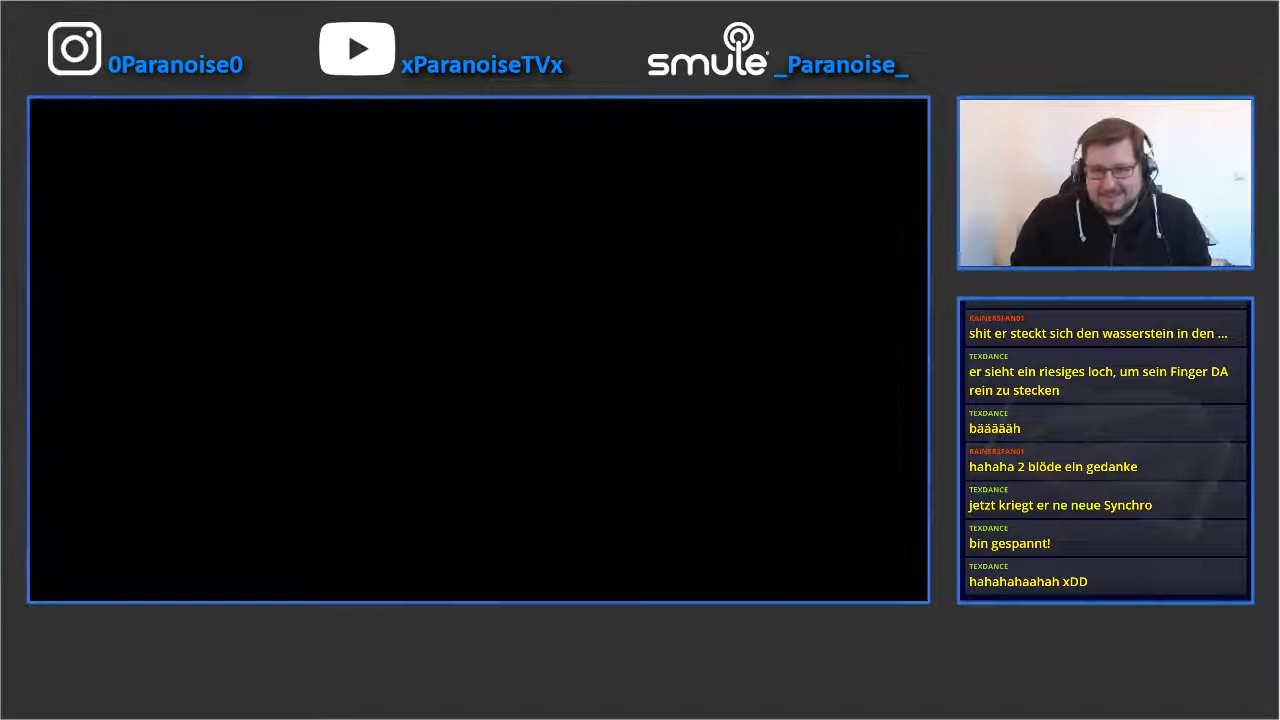 0Paranoise0
xParanoiseTVx
smule
_Paranoise_
RAINERSFAN01
shit er steckt sich den wasserstein in den ...
TEXDANCE
er sieht ein riesiges loch, um sein Finger DA
rein zu stecken
TEXDANCE
bäääääh
RAINERSFAN01
hahaha 2 blöde ein gedanke
TEXDANCE
jetzt kriegt er ne neue Synchro
TEXDANCE
bin gespannt!
TEXDANCE
hahahahaahah xDD